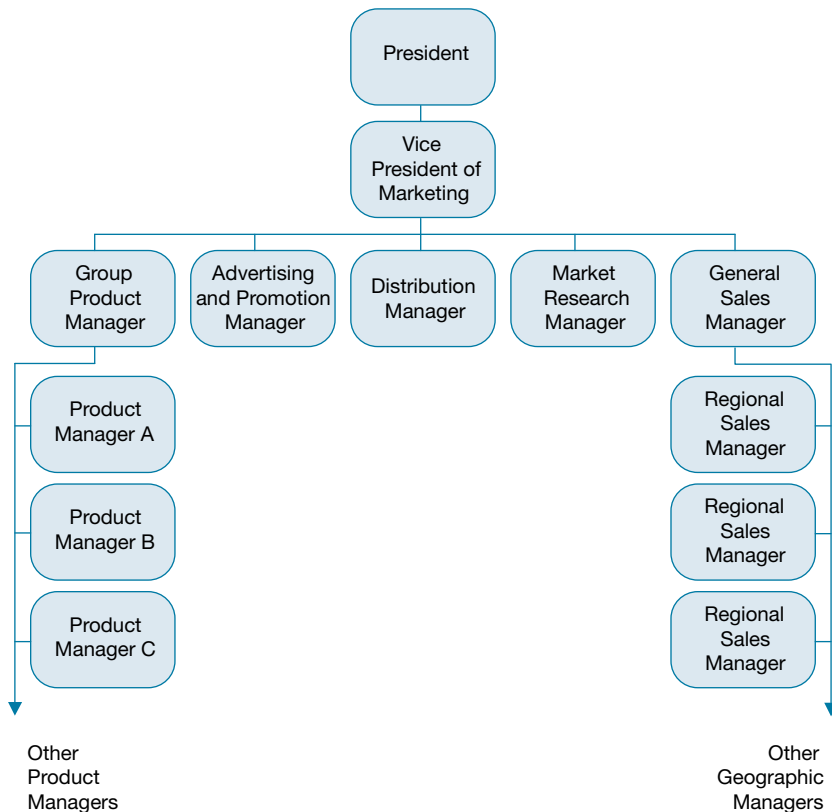 President
Vice
President of
Marketing
Group
Product
Manager
Advertising
and Promotion
Manager
Distribution
Manager
Market
Research
Manager
General
Sales
Manager
Product
Manager A
Regional
Sales
Manager
Product
Manager B
Regional
Sales
Manager
Product
Manager C
Regional
Sales
Manager
Other
Product
Managers
Other
Geographic
Managers